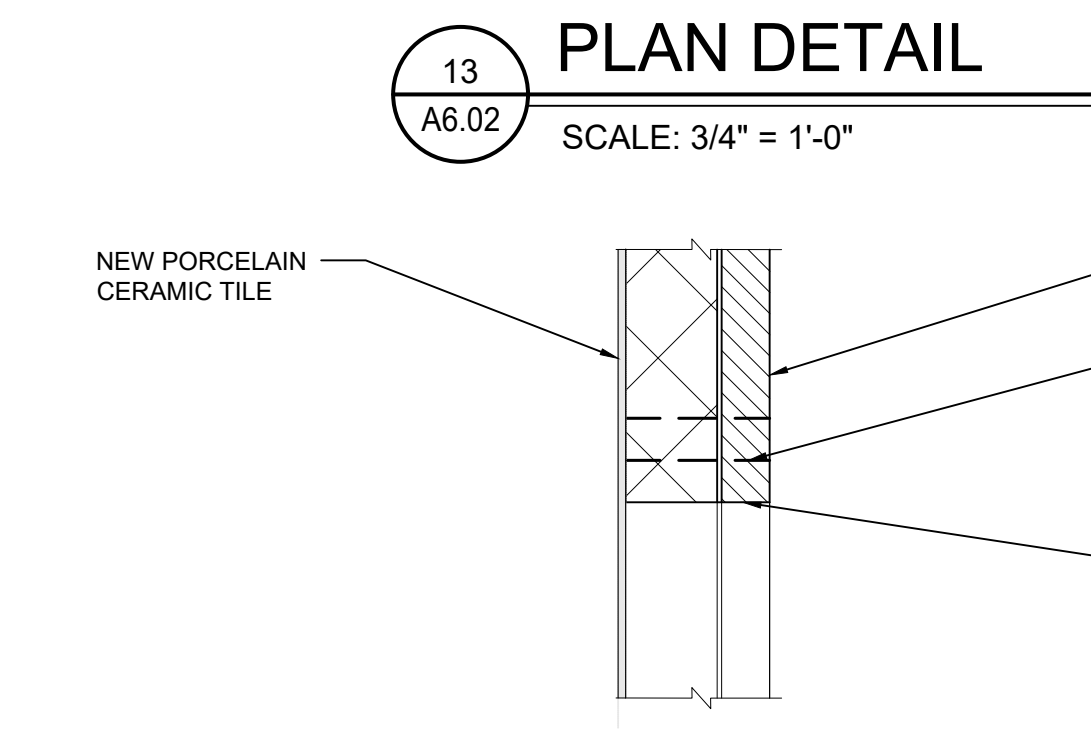 PLAN DETAIL
13
A6.02
SCALE: 3/4" = 1'-0"
NEW PORCELAIN
CERAMIC TILE